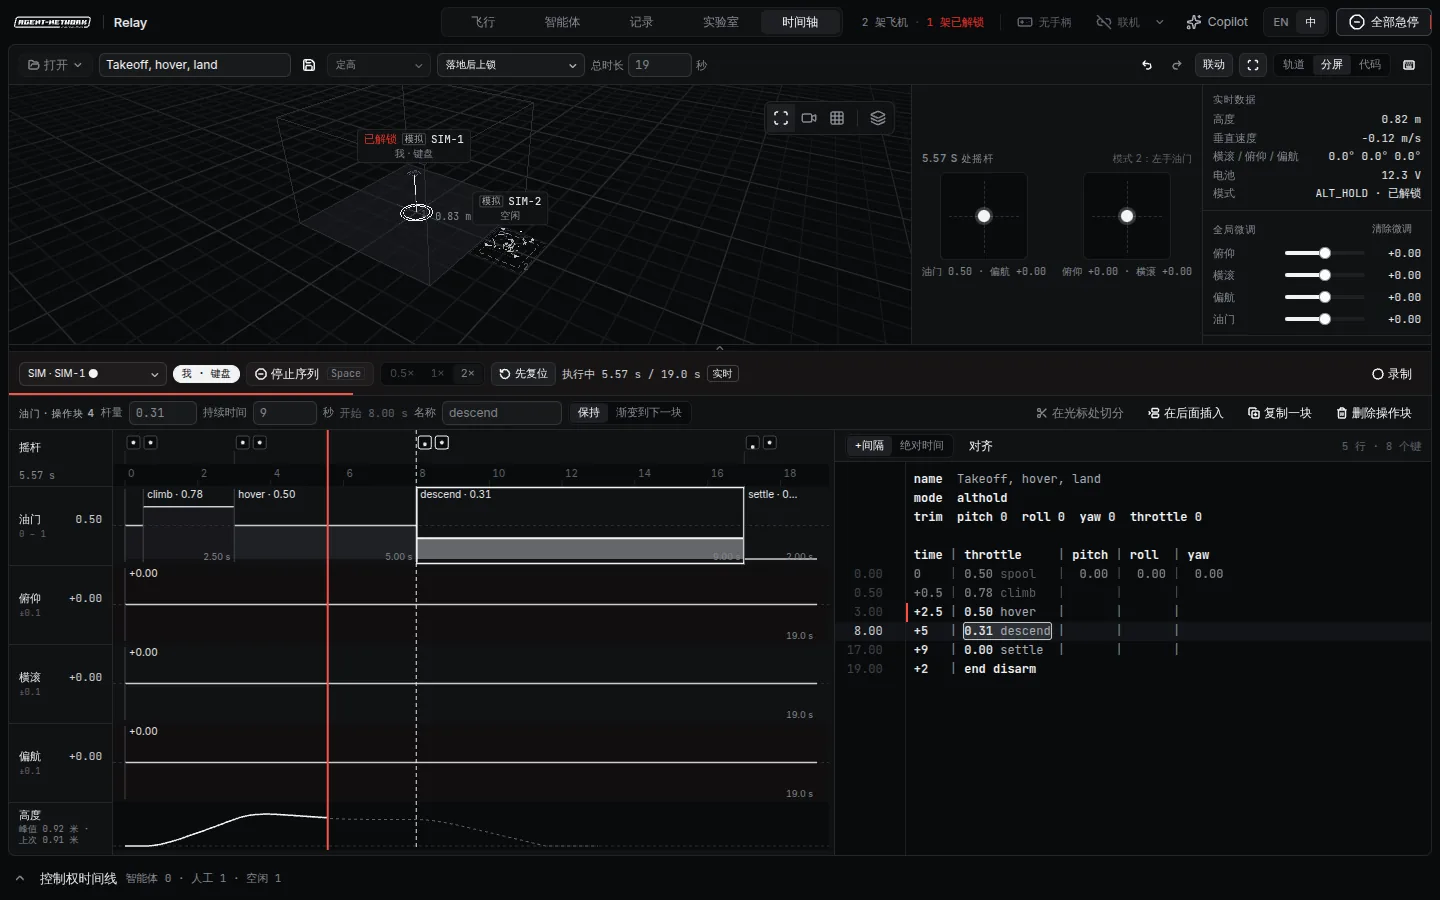 AGENT-NETWORK Relay 飞行 智能体 记录 实验室 时间轴 2 架飞机 · 1 架已解锁 无手柄 联机 Copilot EN 中 全部急停
打开 Takeoff, hover, land 定高 落地后上锁 总时长 19 秒 联动 轨道 分屏 代码
已解锁 模拟 SIM-1
我 · 键盘
模拟 SIM-2
空闲
0.83 m
2
5.57 S 处摇杆 模式 2：左手油门
油门 0.50 · 偏航 +0.00 俯仰 +0.00 · 横滚 +0.00
实时数据
高度 0.82 m
垂直速度 -0.12 m/s
横滚 / 俯仰 / 偏航 0.0° 0.0° 0.0°
电池 12.3 V
模式 ALT_HOLD · 已解锁
全局微调 清除微调
俯仰 +0.00
横滚 +0.00
偏航 +0.00
油门 +0.00
SIM · SIM-1 我 · 键盘 停止序列 Space 0.5× 1× 2× 先复位 执行中 5.57 s / 19.0 s 实时 录制
油门 · 操作块 4 杆量 0.31 持续时间 9 秒 开始 8.00 s 名称 descend 保持 渐变到下一块 在光标处切分 在后面插入 复制一块 删除操作块
摇杆
5.57 s
0 2 4 6 8 10 12 14 16 18
油门 0.50
0 – 1
climb · 0.78 hover · 0.50 descend · 0.31 settle · 0...
2.50 s 5.00 s 9.00 s 2.00 s
俯仰 +0.00
±0.1
+0.00
19.0 s
横滚 +0.00
±0.1
+0.00
19.0 s
偏航 +0.00
±0.1
+0.00
19.0 s
高度
峰值 0.92 米 ·
上次 0.91 米
+间隔 绝对时间 对齐 5 行 · 8 个键
name Takeoff, hover, land
mode althold
trim pitch 0 roll 0 yaw 0 throttle 0
time | throttle | pitch | roll | yaw
0.00 0 | 0.50 spool | 0.00 | 0.00 | 0.00
0.50 +0.5 | 0.78 climb | | |
3.00 +2.5 | 0.50 hover | | |
8.00 +5 | 0.31 descend | | |
17.00 +9 | 0.00 settle | | |
19.00 +2 | end disarm
控制权时间线 智能体 0 · 人工 1 · 空闲 1